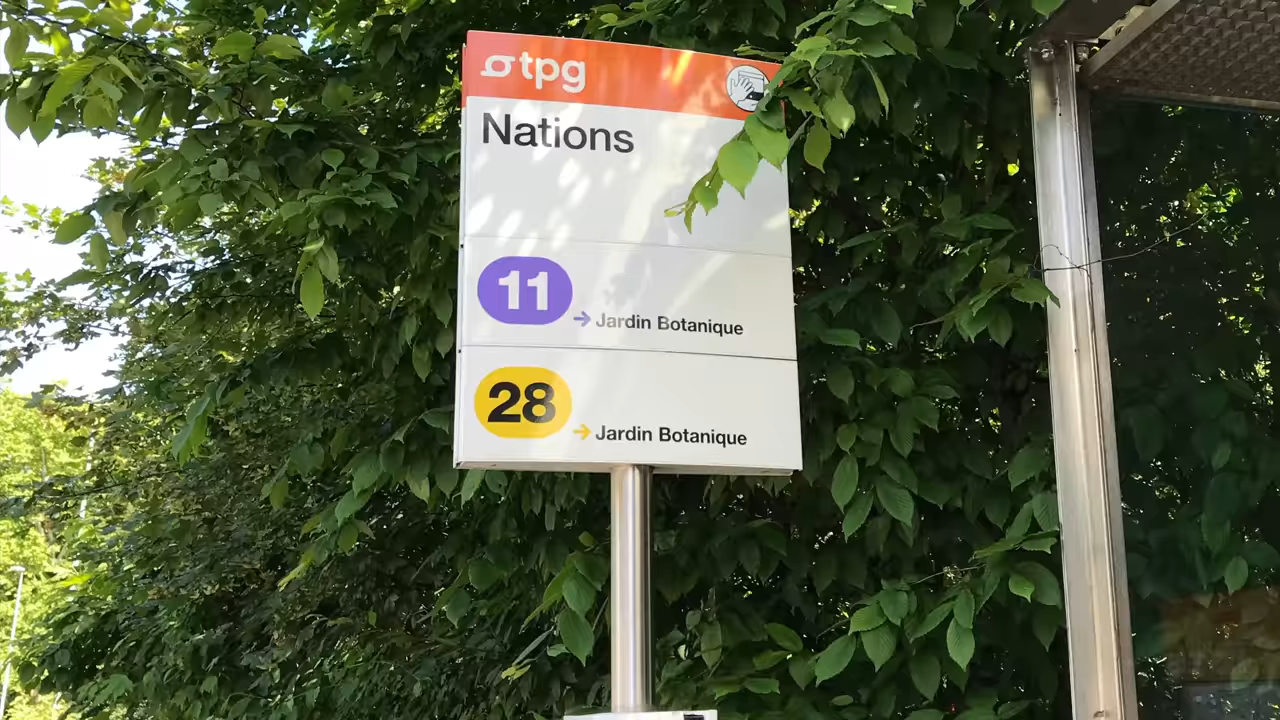 tpg
Nations
11 → Jardin Botanique
28 → Jardin Botanique